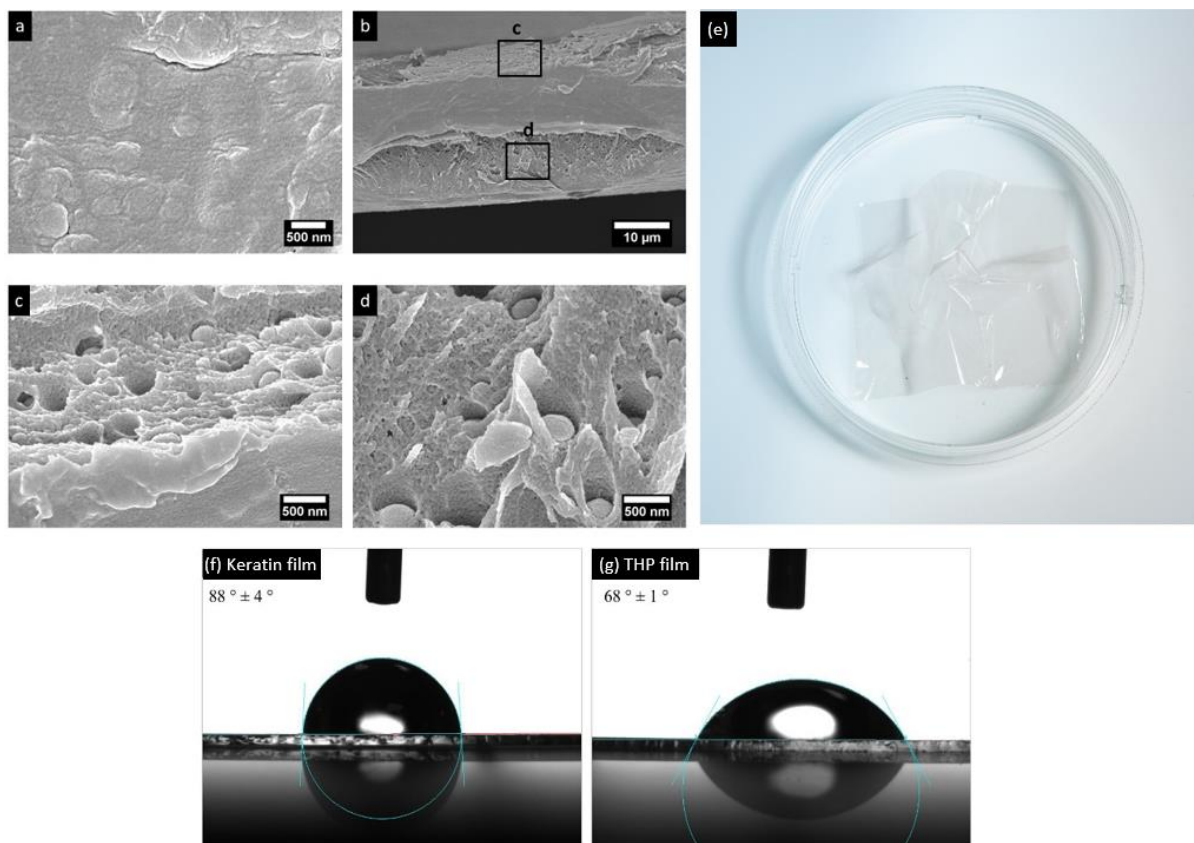 a
500 nm
b
c
d
10 µm
(e)
c
500 nm
d
500 nm
(f) Keratin film
88 ° ± 4 °
(g) THP film
68 ° ± 1 °